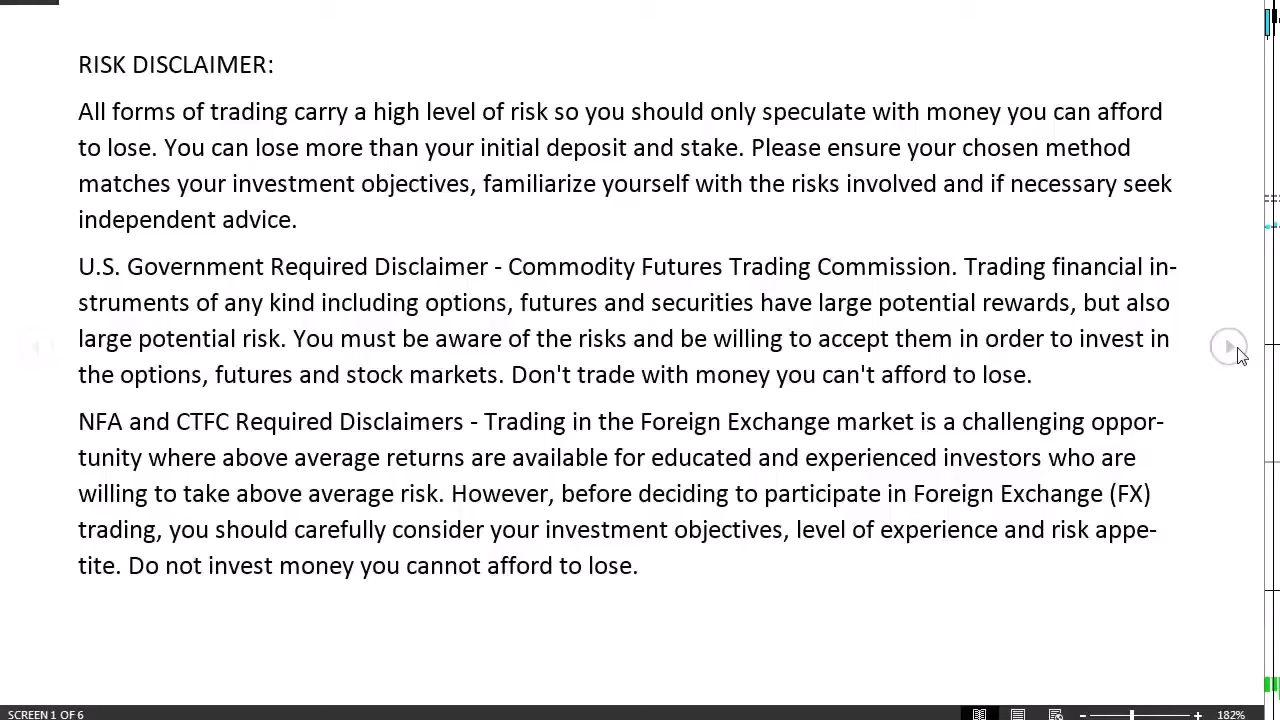 RISK DISCLAIMER:
All forms of trading carry a high level of risk so you should only speculate with money you can afford
to lose. You can lose more than your initial deposit and stake. Please ensure your chosen method
matches your investment objectives, familiarize yourself with the risks involved and if necessary seek
independent advice.
U.S. Government Required Disclaimer - Commodity Futures Trading Commission. Trading financial in-
struments of any kind including options, futures and securities have large potential rewards, but also
large potential risk. You must be aware of the risks and be willing to accept them in order to invest in
the options, futures and stock markets. Don't trade with money you can't afford to lose.
NFA and CTFC Required Disclaimers - Trading in the Foreign Exchange market is a challenging oppor-
tunity where above average returns are available for educated and experienced investors who are
willing to take above average risk. However, before deciding to participate in Foreign Exchange (FX)
trading, you should carefully consider your investment objectives, level of experience and risk appe-
tite. Do not invest money you cannot afford to lose.
SCREEN 1 OF 6
182%